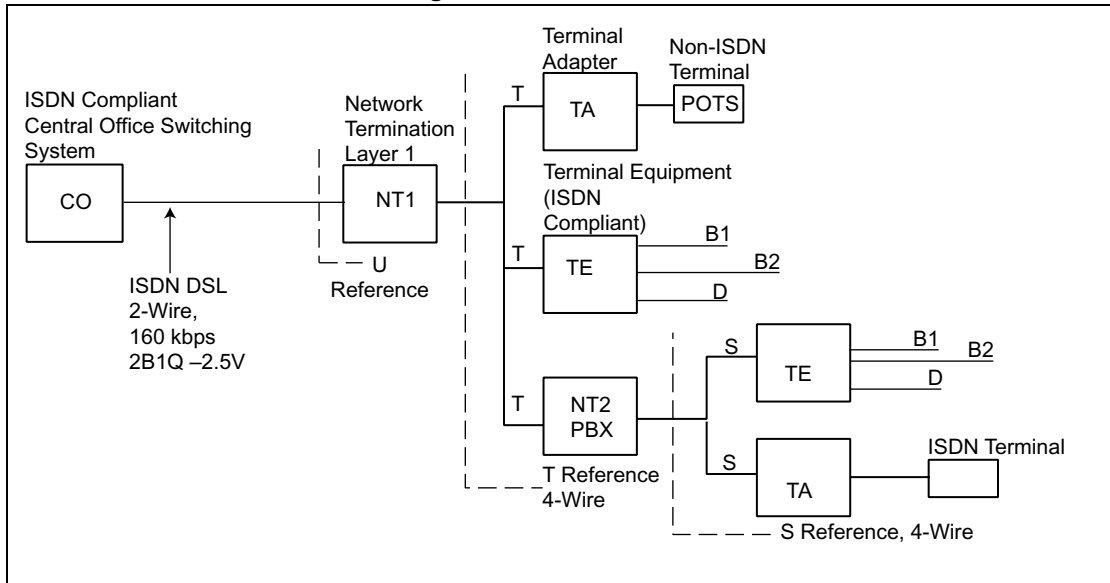 ISDN Compliant
Central Office Switching
System
CO
ISDN DSL
2-Wire,
160 kbps
2B1Q –2.5V
U
Reference
Network
Termination
Layer 1
NT1
Terminal
Adapter
T
TA
Non-ISDN
Terminal
POTS
Terminal Equipment
(ISDN
Compliant)
T
TE
B1
B2
D
T
NT2
PBX
T Reference
4-Wire
S
TE
B1
B2
D
S
TA
ISDN Terminal
S Reference, 4-Wire